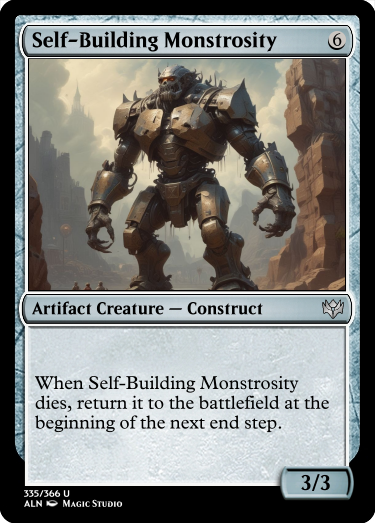 Self-Building Monstrosity 6
Artifact Creature — Construct
When Self-Building Monstrosity
dies, return it to the battlefield at the
beginning of the next end step.
3/3
335/366 U
ALN Magic Studio